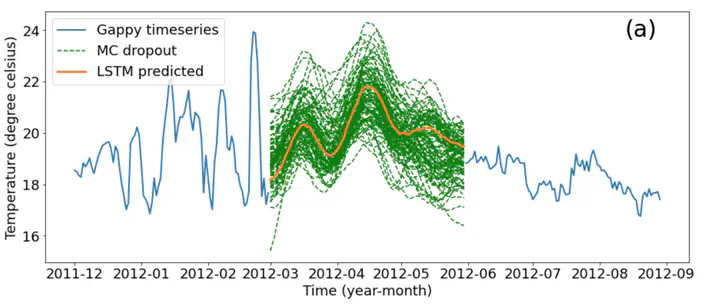 (a)
Gappy timeseries
MC dropout
LSTM predicted
Temperature (degree celsius)
24
22
20
18
16
2011-12 2012-01 2012-02 2012-03 2012-04 2012-05 2012-06 2012-07 2012-08 2012-09
Time (year-month)